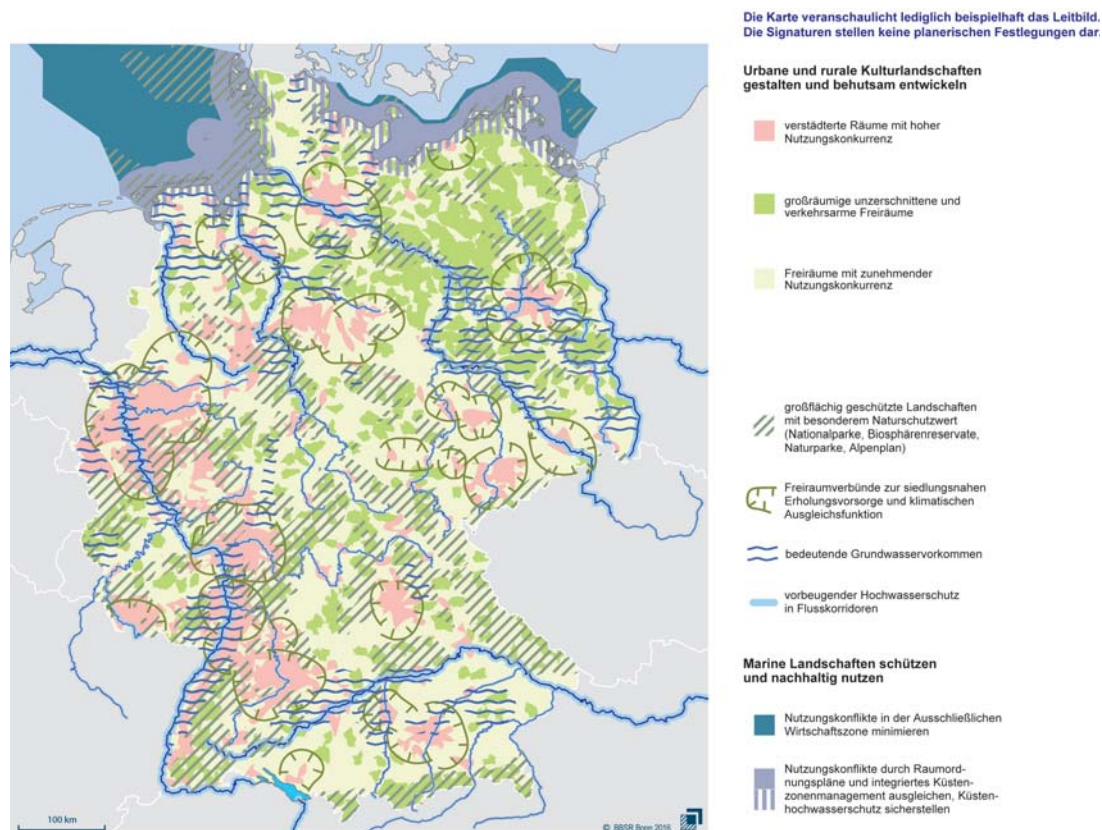 Die Karte veranschaulicht lediglich beispielhaft das Leitbild.
Die Signaturen stellen keine planerischen Festlegungen dar.
Urbane und rurale Kulturlandschaften
gestalten und behutsam entwickeln
verstädterte Räume mit hoher
Nutzungskonkurrenz
großräumige unzerschnittene und
verkehrsarme Freiräume
Freiräume mit zunehmender
Nutzungskonkurrenz
großflächig geschützte Landschaften
mit besonderem Naturschutzwert
(Nationalparke, Biosphärenreservate,
Naturparke, Alpenplan)
Freiraumverbünde zur siedlungsnahen
Erholungsvorsorge und klimatischen
Ausgleichsfunktion
bedeutende Grundwasservorkommen
vorbeugender Hochwasserschutz
in Flusskorridoren
Marine Landschaften schützen
und nachhaltig nutzen
Nutzungskonflikte in der Ausschließlichen
Wirtschaftszone minimieren
Nutzungskonflikte durch Raumord-
nungspläne und integriertes Küsten-
zonenmanagement ausgleichen, Küsten-
hochwasserschutz sicherstellen
100 km
© BBSR Bonn 2016